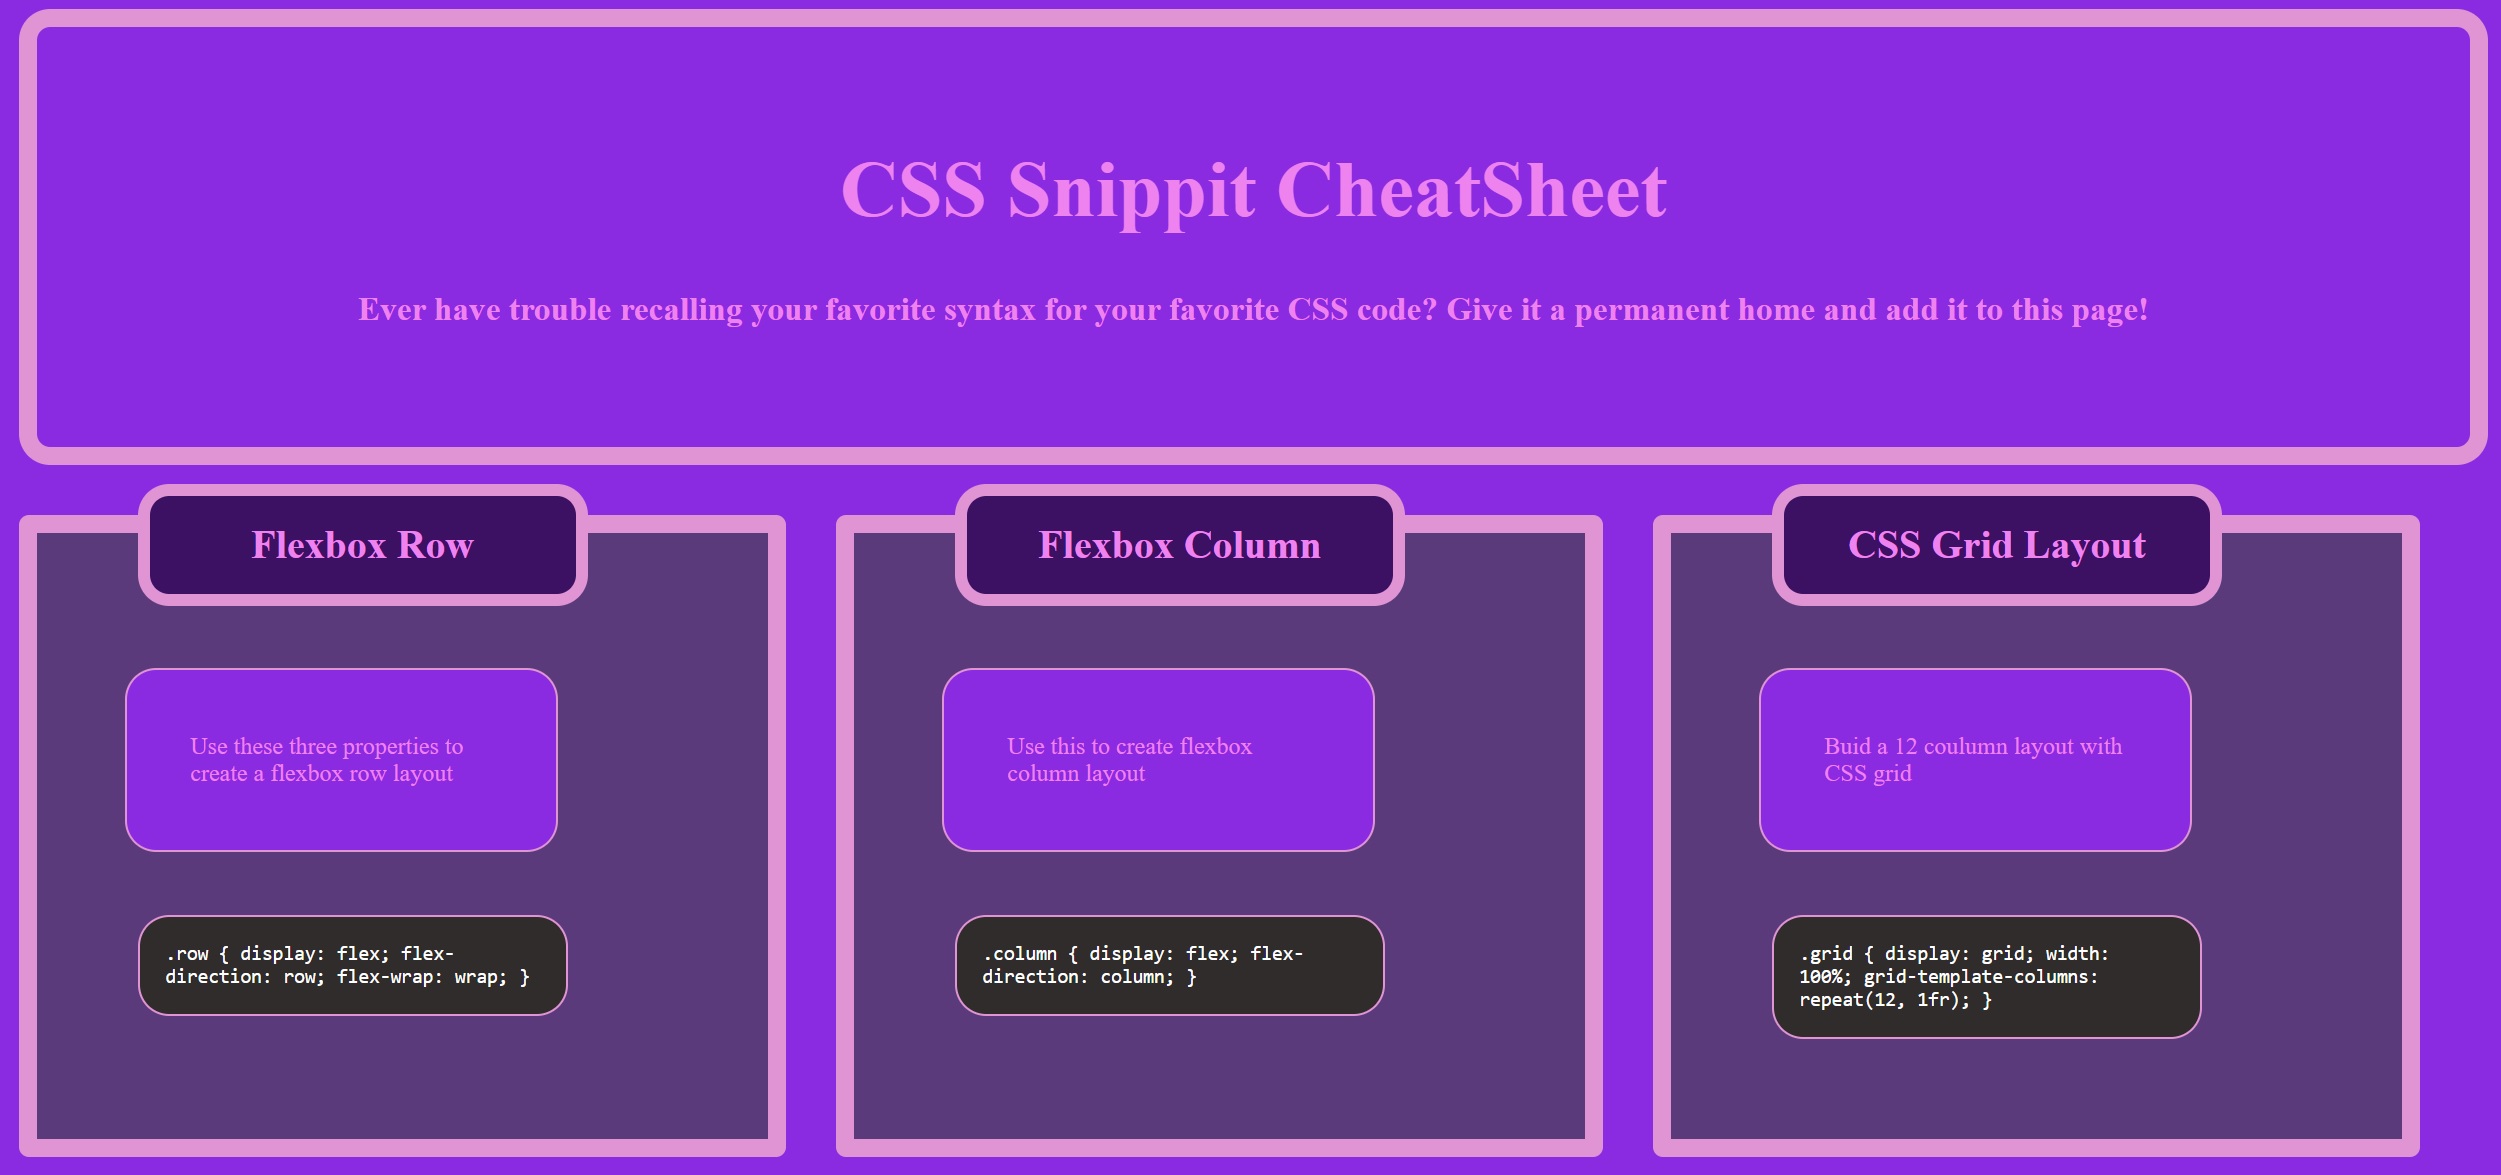 CSS Snippit CheatSheet
Ever have trouble recalling your favorite syntax for your favorite CSS code? Give it a permanent home and add it to this page!
Flexbox Row
Use these three properties to
create a flexbox row layout
.row { display: flex; flex-
direction: row; flex-wrap: wrap; }
Flexbox Column
Use this to create flexbox
column layout
.column { display: flex; flex-
direction: column; }
CSS Grid Layout
Buid a 12 coulumn layout with
CSS grid
.grid { display: grid; width:
100%; grid-template-columns:
repeat(12, 1fr); }